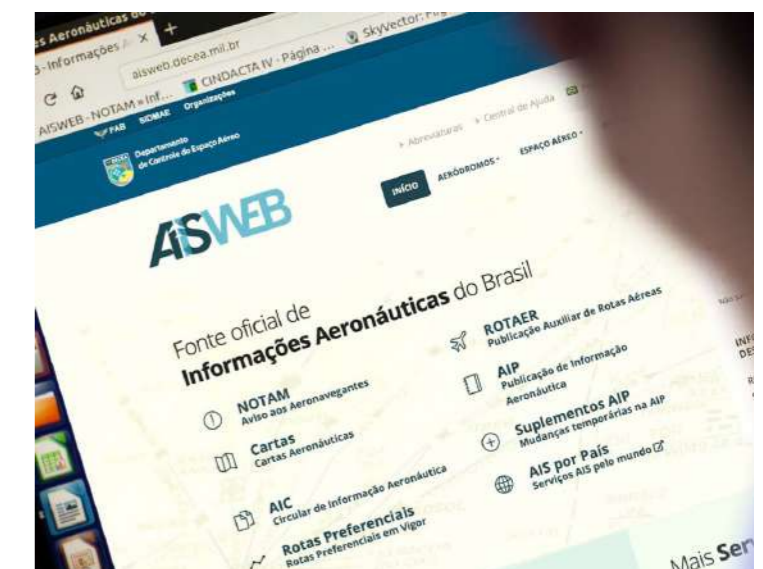 B - Informações
aisweb.decea.mil.br
AISWEB - NOTAM » Inf...
CINDACTA IV - Página ...
SkyVector:
FAB
SIDMAE
Organizações
Departamento
de Controle do Espaço Aéreo
Abreviaturas
Central de Ajuda
INÍCIO
AERÓDROMOS
ESPAÇO AÉREO
AISWEB
Fonte oficial de
Informações Aeronáuticas do Brasil
NOTAM
Aviso aos Aeronavegantes
Cartas
Cartas Aeronáuticas
AIC
Circular de Informação Aeronáutica
Rotas Preferenciais
Rotas Preferenciais em Vigor
ROTAER
Publicação Auxiliar de Rotas Aéreas
AIP
Publicação de Informação
Aeronáutica
Suplementos AIP
Mudanças temporárias na AIP
AIS por País
Serviços AIS pelo mundo
Mais Ser